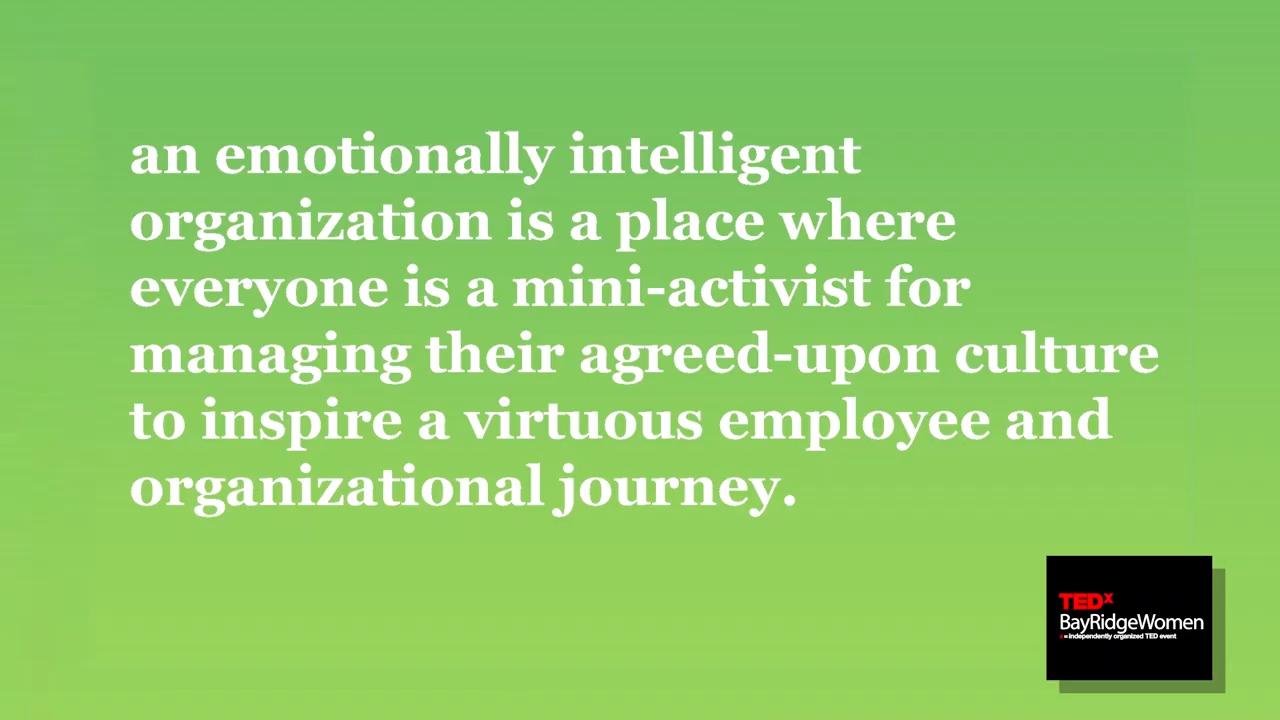 an emotionally intelligent
organization is a place where
everyone is a mini-activist for
managing their agreed-upon culture
to inspire a virtuous employee and
organizational journey.
TEDx
BayRidgeWomen
x = independently organized TED event